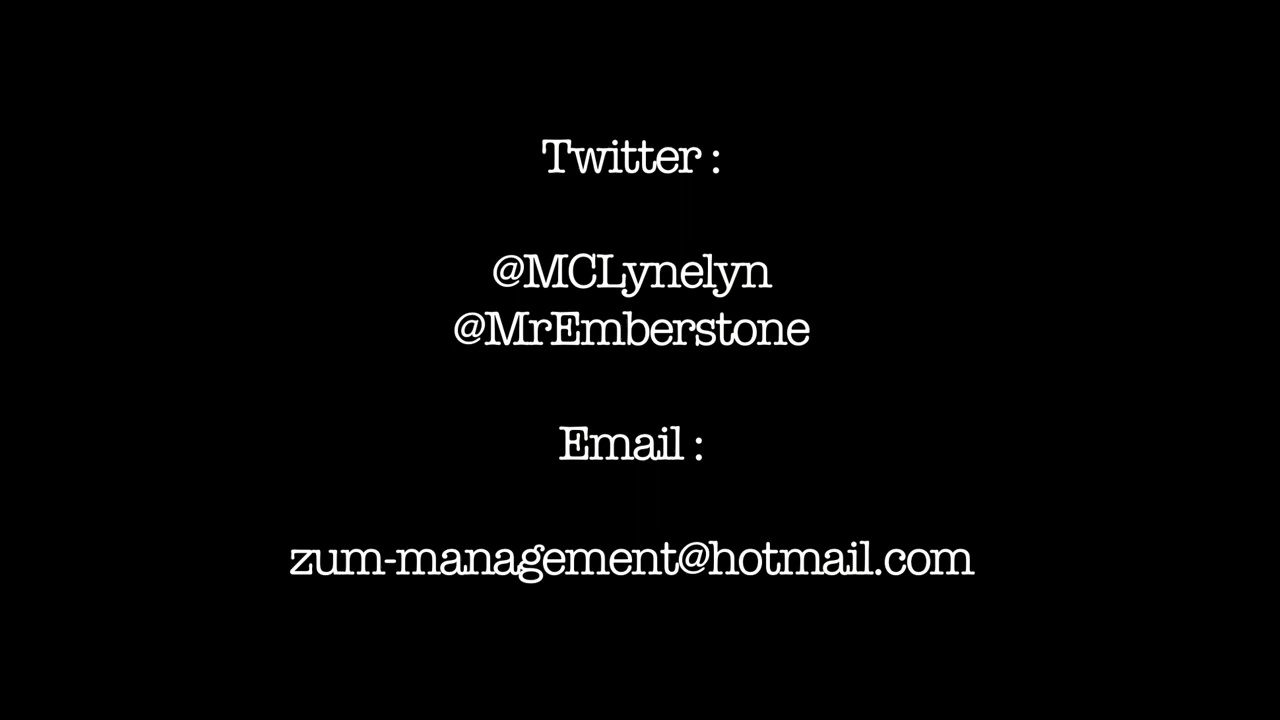 Twitter :
@MCLynelyn
@MrEmberstone
Email :
zum-management@hotmail.com